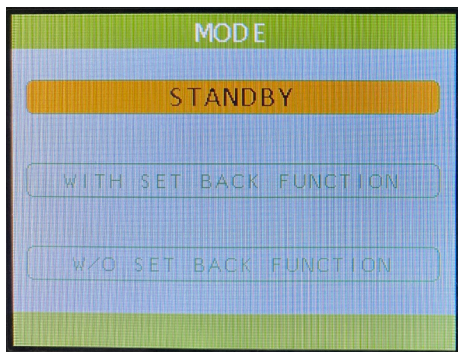 MODE
STANDBY
WITH SET BACK FUNCTION
W/O SET BACK FUNCTION